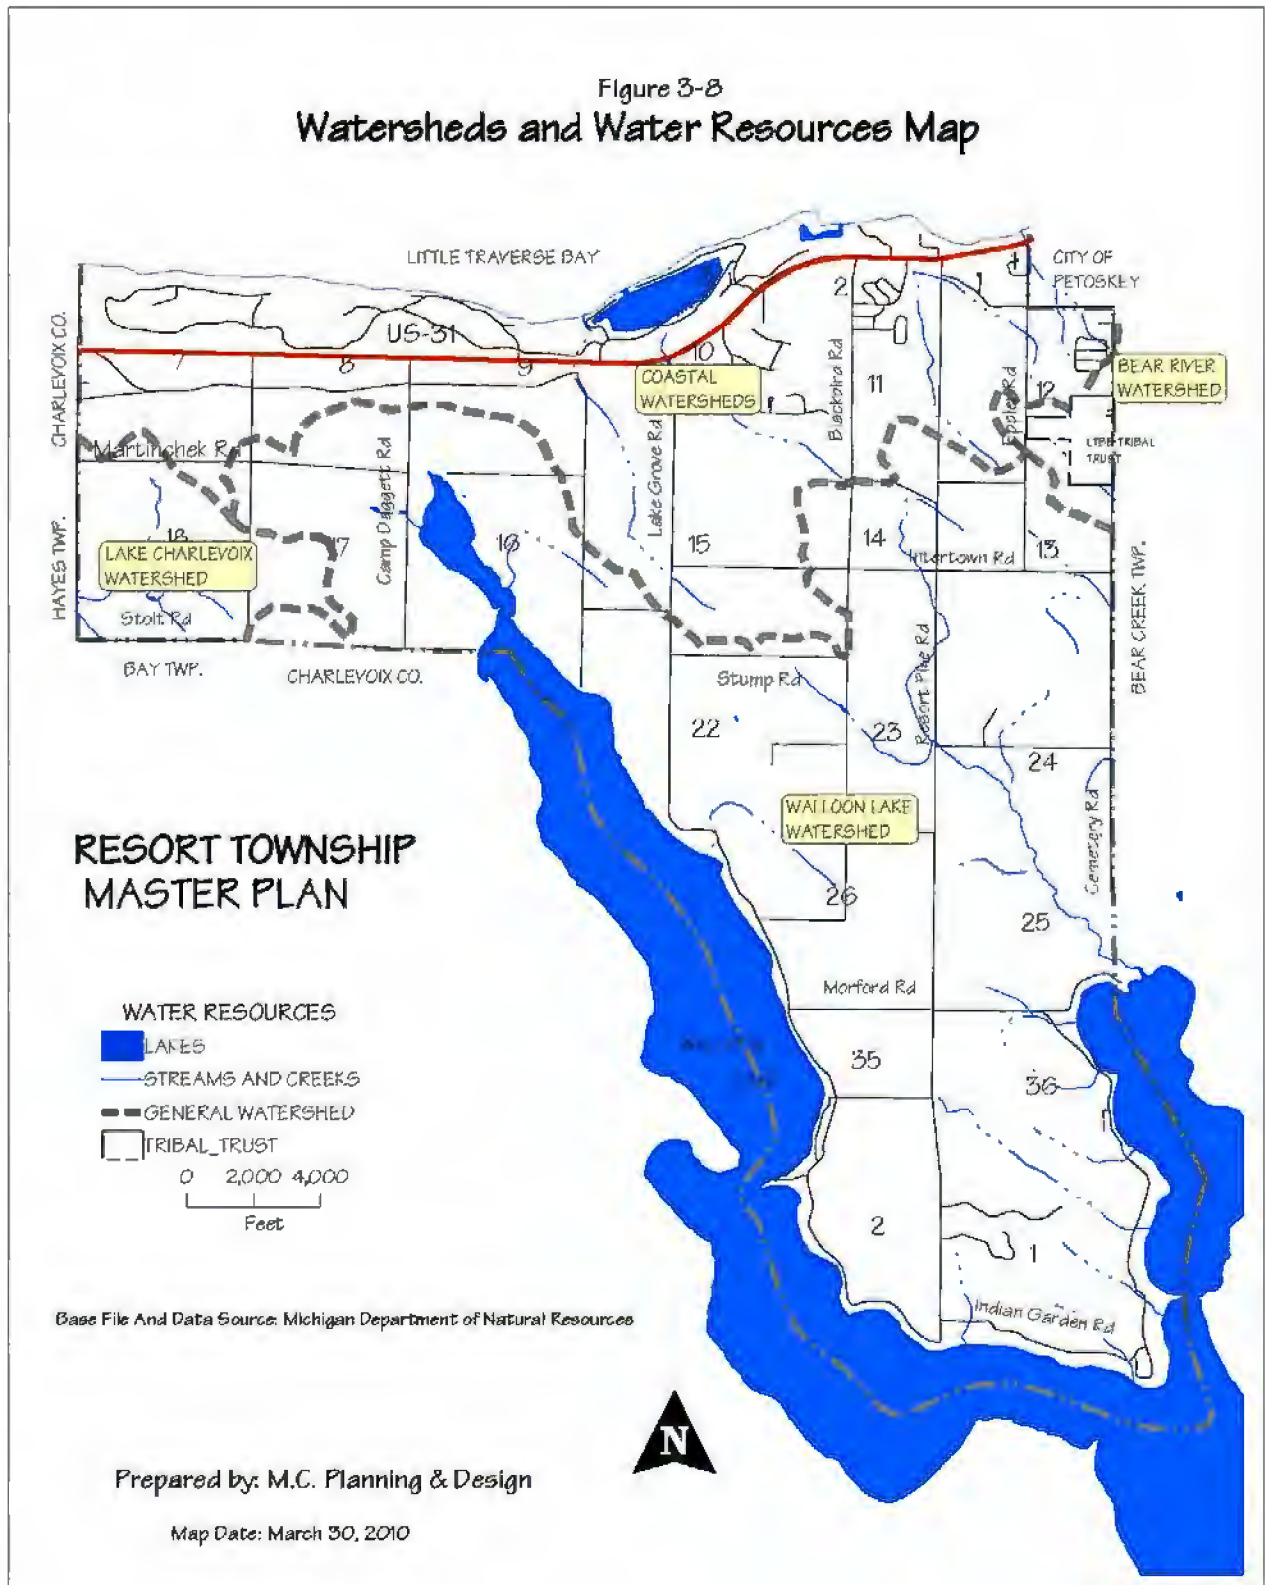 Figure 3-8
Watersheds and Water Resources Map
LITTLE TRAVERSE BAY
CITY OF
PETOSKEY
CHARLEVOIX CO.
US-31
2
7
8
9
10
COASTAL
WATERSHEDS
Blackbird Rd
11
Eppler Rd
12
BEAR RIVER
WATERSHED
Martinchek Rd
Camp Daggett Rd
Lake Grove Rd
LTBB TRIBAL
TRUST
HAYES TWP.
18
LAKE CHARLEVOIX
WATERSHED
17
16
15
14
Intertown Rd
13
Stolt Rd
BAY TWP.
CHARLEVOIX CO.
Stump Rd
Resort Pike Rd
BEAR CREEK TWP.
22
23
24
WALLOON LAKE
WATERSHED
Cemetery Rd
RESORT TOWNSHIP
MASTER PLAN
26
25
Morford Rd
WATER RESOURCES
LAKES
STREAMS AND CREEKS
GENERAL WATERSHED
TRIBAL_TRUST
0 2,000 4,000
Feet
35
36
2
1
Indian Garden Rd
Base File And Data Source: Michigan Department of Natural Resources
N
Prepared by: M.C. Planning & Design
Map Date: March 30, 2010